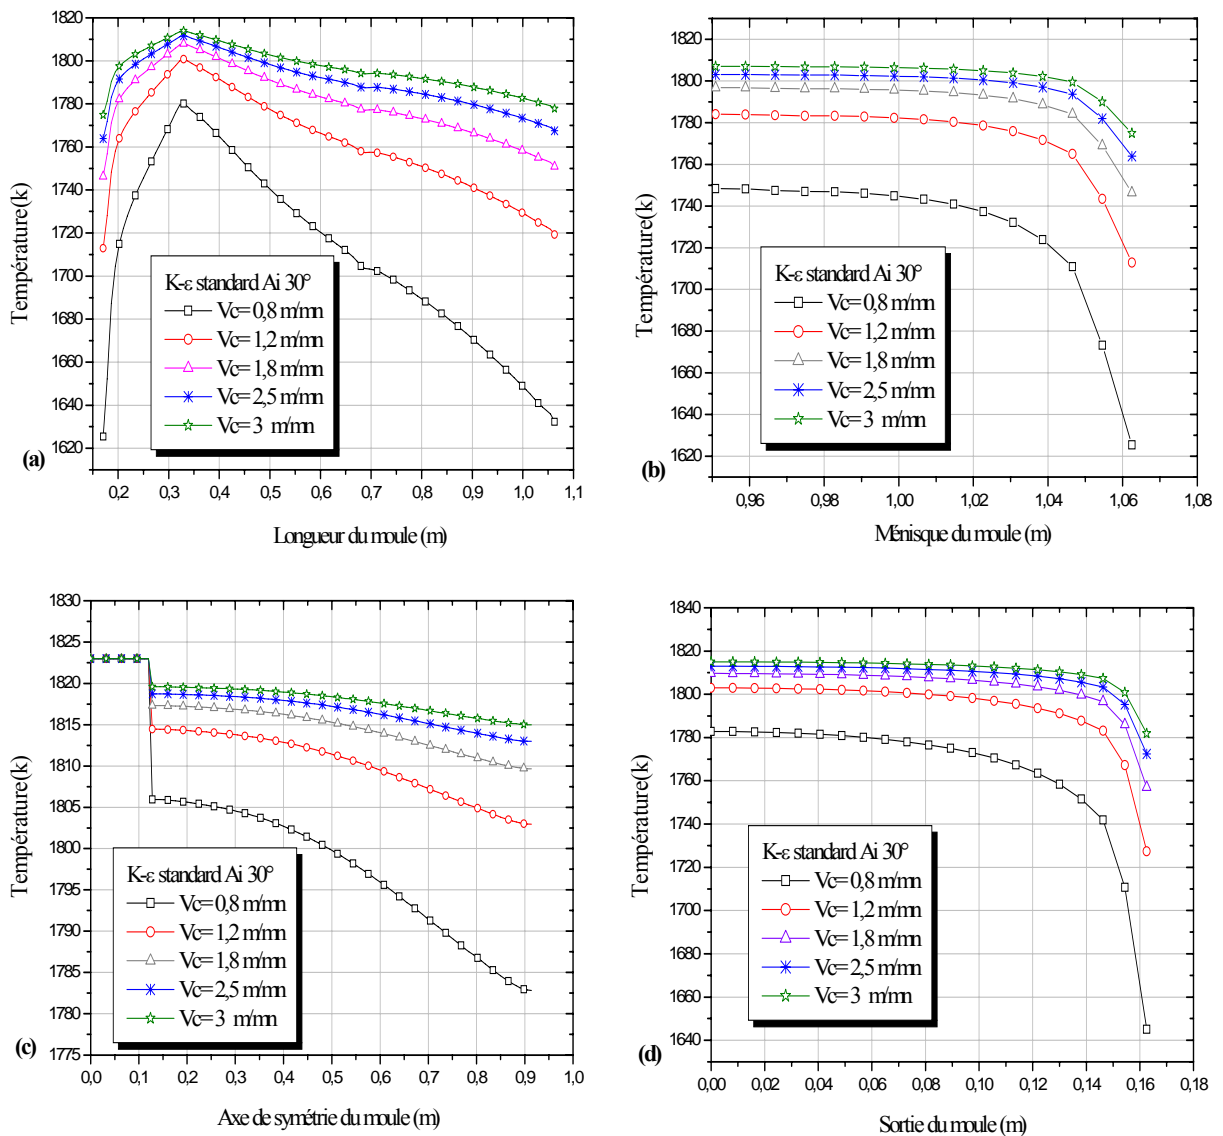 1820
1800
1780
1760
1740
1720
1700
1680
1660
1640
1620
Température(k)
K-ε standard Ai 30°
Vc= 0,8 m/mn
Vc= 1,2 m/mn
Vc= 1,8 m/mn
Vc= 2,5 m/mn
Vc= 3 m/mn
(a)
0,2 0,3 0,4 0,5 0,6 0,7 0,8 0,9 1,0 1,1
Longueur du moule (m)
1820
1800
1780
1760
1740
1720
1700
1680
1660
1640
1620
Température(k)
K-ε standard Ai 30°
Vc= 0,8 m/mn
Vc= 1,2 m/mn
Vc= 1,8 m/mn
Vc= 2,5 m/mn
Vc= 3 m/mn
(b)
0,96 0,98 1,00 1,02 1,04 1,06 1,08
Ménisque du moule (m)
1830
1825
1820
1815
1810
1805
1800
1795
1790
1785
1780
1775
Température(k)
K-ε standard Ai 30°
Vc= 0,8 m/mn
Vc= 1,2 m/mn
Vc= 1,8 m/mn
Vc= 2,5 m/mn
Vc= 3 m/mn
(c)
0,0 0,1 0,2 0,3 0,4 0,5 0,6 0,7 0,8 0,9 1,0
Axe de symétrie du moule (m)
1840
1820
1800
1780
1760
1740
1720
1700
1680
1660
1640
Température(k)
K-ε standard Ai 30°
Vc= 0,8 m/mn
Vc= 1,2 m/mn
Vc= 1,8 m/mn
Vc= 2,5 m/mn
Vc= 3 m/mn
(d)
0,00 0,02 0,04 0,06 0,08 0,10 0,12 0,14 0,16 0,18
Sortie du moule (m)